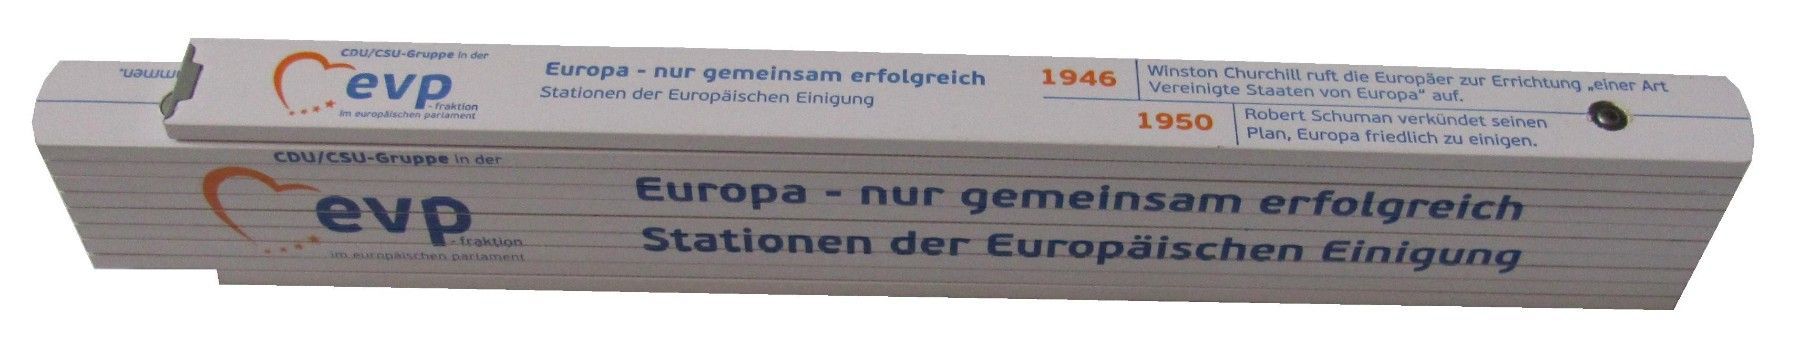 CDU/CSU-Gruppe in der
evp
-fraktion
im europäischen parlament
Europa - nur gemeinsam erfolgreich
Stationen der Europäischen Einigung
1946
Winston Churchill ruft die Europäer zur Errichtung „einer Art
Vereinigte Staaten von Europa“ auf.
1950
Robert Schuman verkündet seinen
Plan, Europa friedlich zu einigen.
CDU/CSU-Gruppe in der
evp
-fraktion
im europäischen parlament
Europa - nur gemeinsam erfolgreich
Stationen der Europäischen Einigung